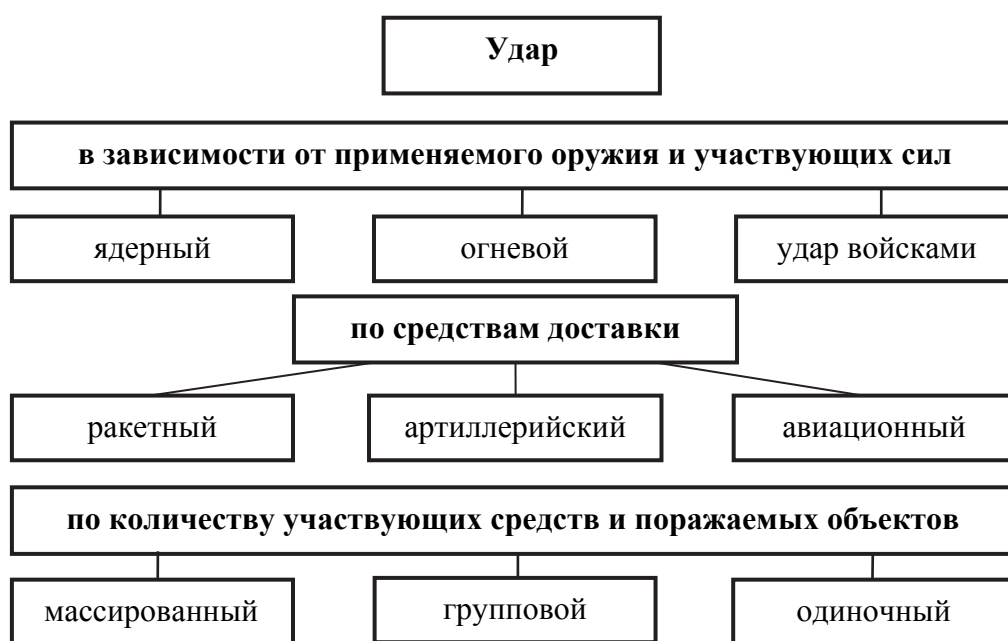 Удар
в зависимости от применяемого оружия и участвующих сил
ядерный огневой удар войсками
по средствам доставки
ракетный артиллерийский авиационный
по количеству участвующих средств и поражаемых объектов
массированный групповой одиночный